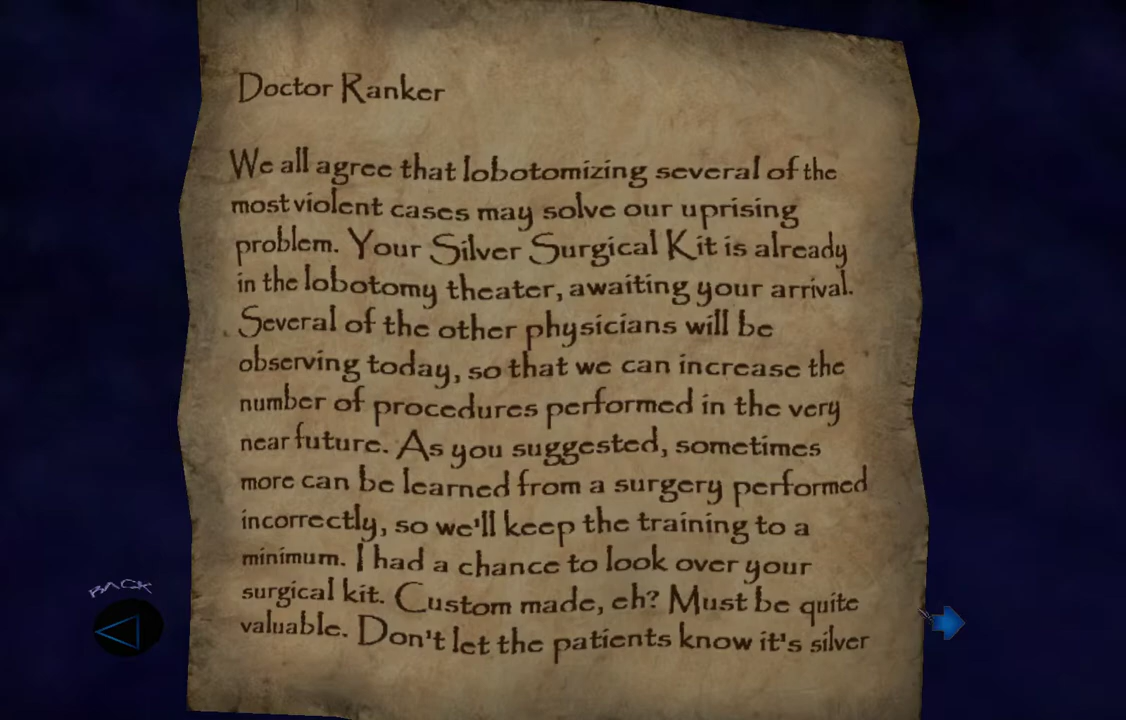 Doctor Ranker
We all agree that lobotomizing several of the
most violent cases may solve our uprising
problem. Your Silver Surgical Kit is already
in the lobotomy theater, awaiting your arrival.
Several of the other physicians will be
observing today, so that we can increase the
number of procedures performed in the very
near future. As you suggested, sometimes
more can be learned from a surgery performed
incorrectly, so we'll keep the training to a
minimum. I had a chance to look over your
surgical kit. Custom made, eh? Must be quite
valuable. Don't let the patients know it's silver
BACK